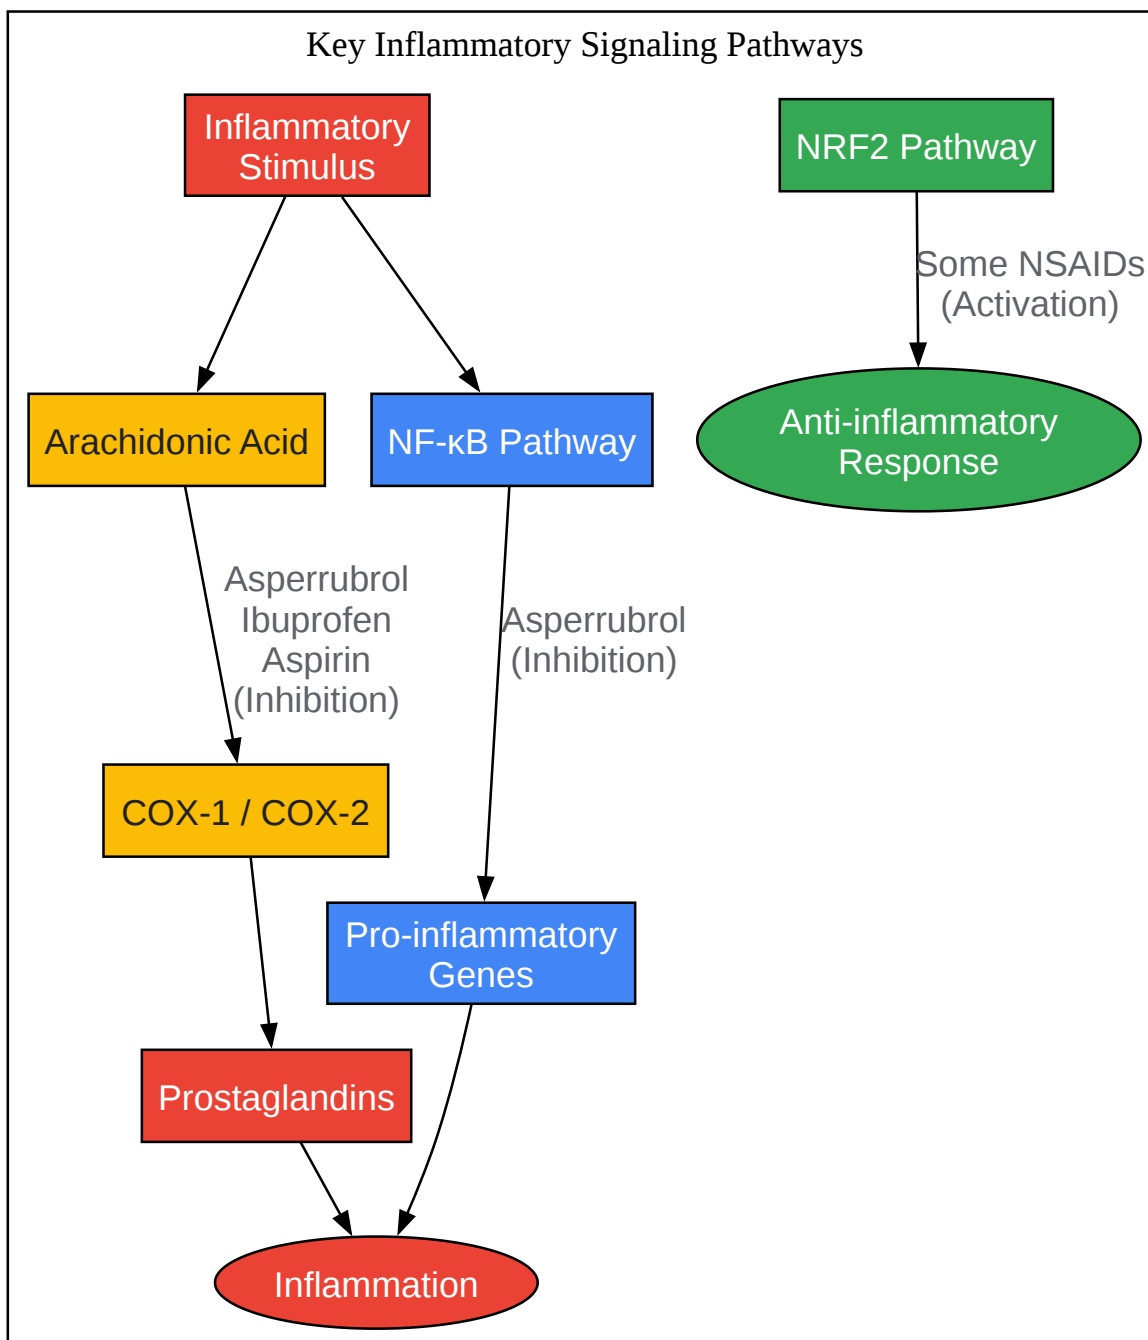 Key Inflammatory Signaling Pathways
Inflammatory
Stimulus
NRF2 Pathway
Some NSAIDs
(Activation)
Arachidonic Acid
NF-κB Pathway
Anti-inflammatory
Response
Asperrubrol
Ibuprofen
Aspirin
(Inhibition)
Asperrubrol
(Inhibition)
COX-1 / COX-2
Pro-inflammatory
Genes
Prostaglandins
Inflammation